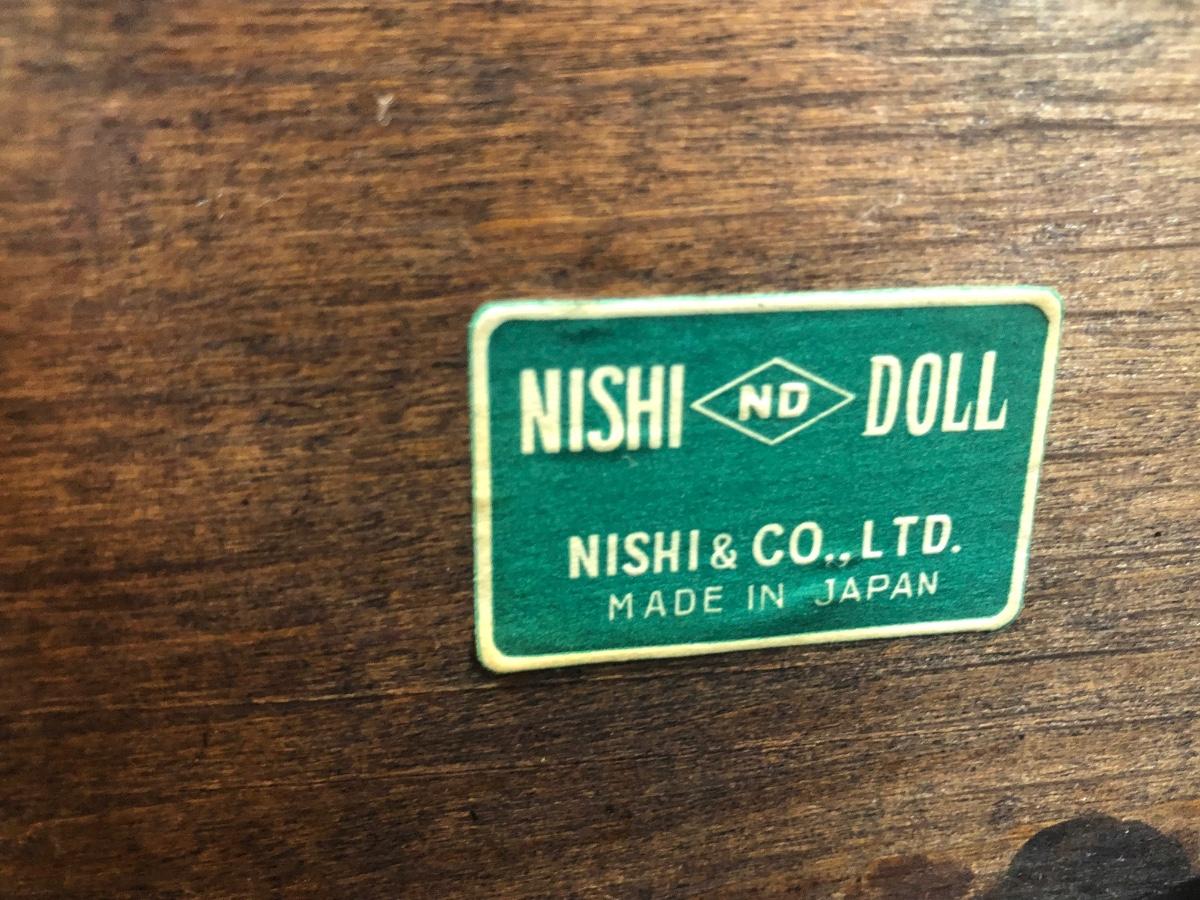 NISHI ND DOLL
NISHI & CO., LTD.
MADE IN JAPAN